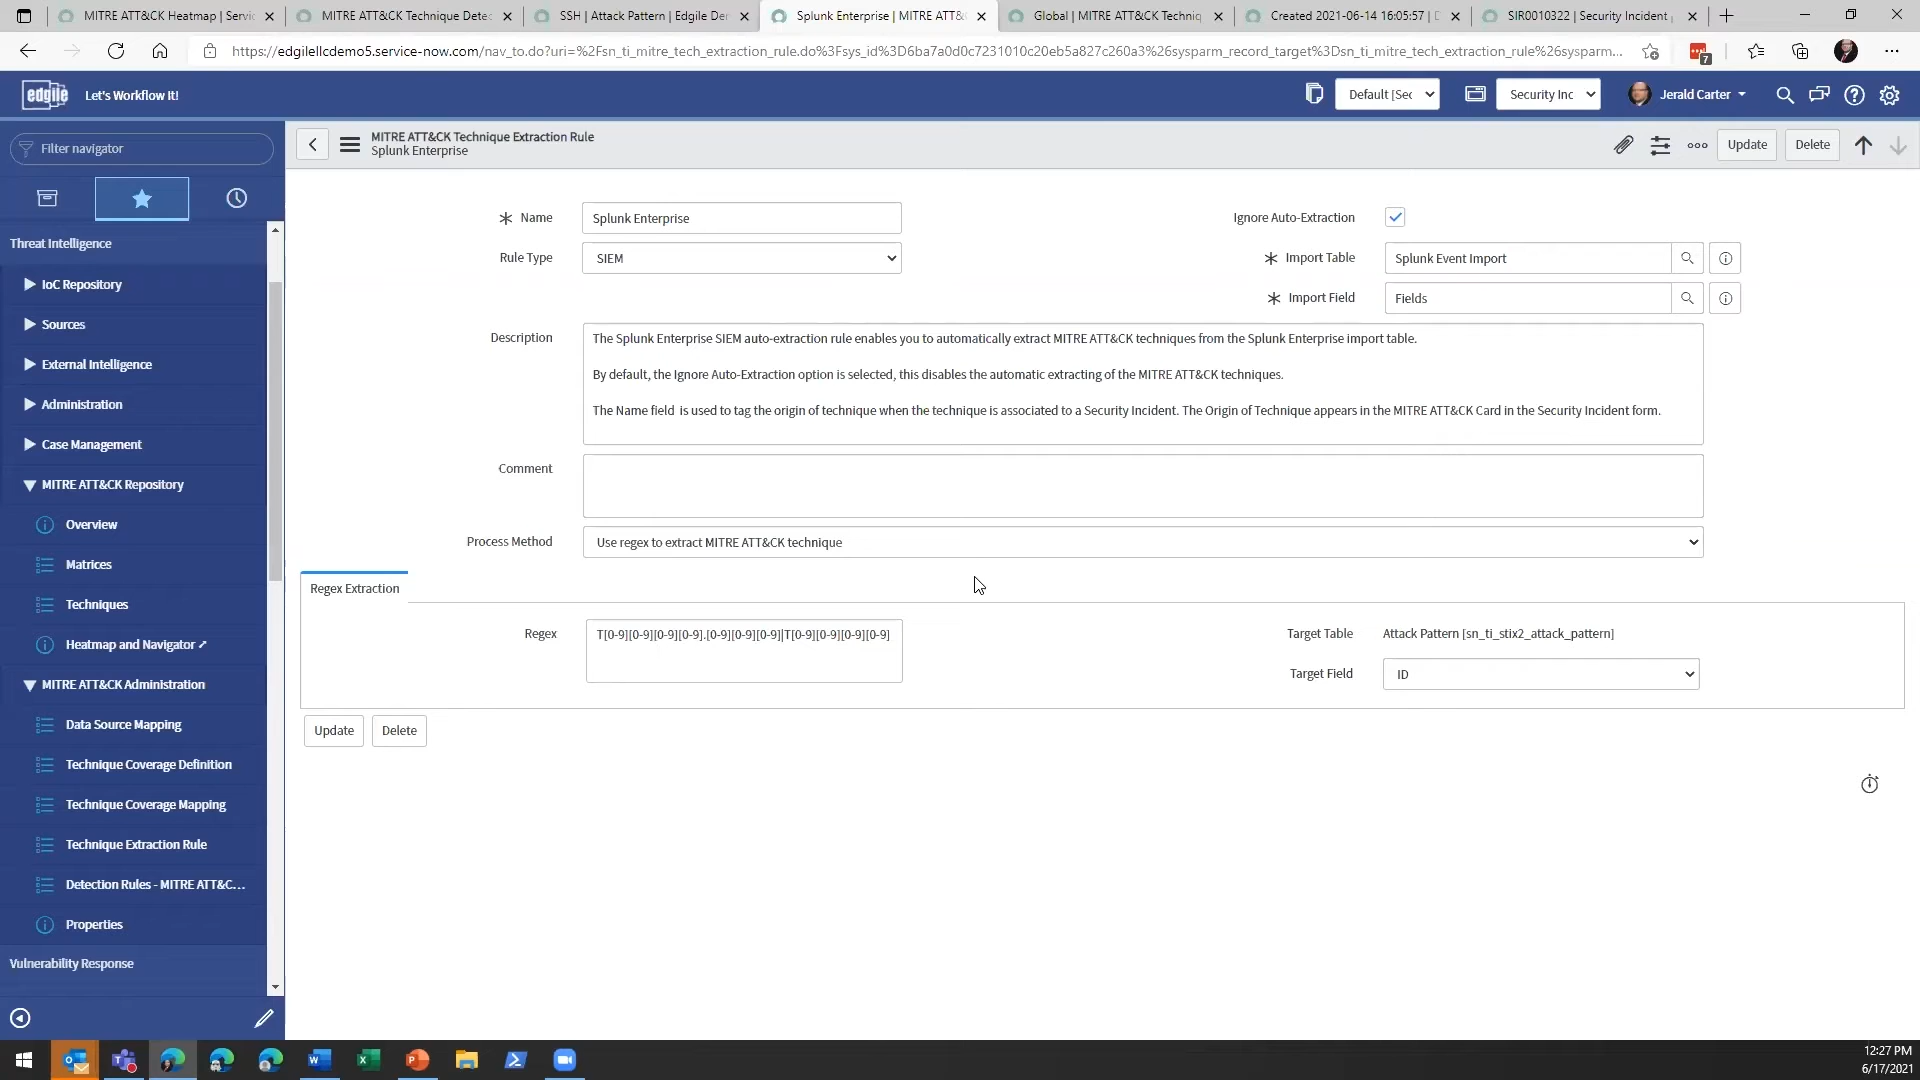 MITRE ATT&CK Heatmap | Servic
MITRE ATT&CK Technique Detec
SSH | Attack Pattern | Edgile De
Splunk Enterprise | MITRE ATT&
Global | MITRE ATT&CK Techniq
Created 2021-06-14 16:05:57 |
SIR0010322 | Security Incident
https://edgilellcdemo5.service-now.com/nav_to.do?uri=%2Fsn_ti_mitre_tech_extraction_rule.do%3Fsys_id%3D6ba7a0d0c7231010c20eb5a827c260a3%26sysparm_record_target%3Dsn_ti_mitre_tech_extraction_rule%26sysparm...
7
edgile
Let's Workflow It!
Default [Sec
Security Inc
Jerald Carter
Filter navigator
MITRE ATT&CK Technique Extraction Rule
Splunk Enterprise
Update
Delete
Threat Intelligence
IoC Repository
Sources
External Intelligence
Administration
Case Management
MITRE ATT&CK Repository
Overview
Matrices
Techniques
Heatmap and Navigator
MITRE ATT&CK Administration
Data Source Mapping
Technique Coverage Definition
Technique Coverage Mapping
Technique Extraction Rule
Detection Rules - MITRE ATT&C...
Properties
Vulnerability Response
Name
Splunk Enterprise
Ignore Auto-Extraction
Rule Type
SIEM
Import Table
Splunk Event Import
Import Field
Fields
Description
The Splunk Enterprise SIEM auto-extraction rule enables you to automatically extract MITRE ATT&CK techniques from the Splunk Enterprise import table.
By default, the Ignore Auto-Extraction option is selected, this disables the automatic extracting of the MITRE ATT&CK techniques.
The Name field is used to tag the origin of technique when the technique is associated to a Security Incident. The Origin of Technique appears in the MITRE ATT&CK Card in the Security Incident form.
Comment
Process Method
Use regex to extract MITRE ATT&CK technique
Regex Extraction
Regex
T[0-9][0-9][0-9][0-9].[0-9][0-9][0-9]|T[0-9][0-9][0-9][0-9]
Target Table
Attack Pattern [sn_ti_stix2_attack_pattern]
Target Field
ID
Update
Delete
12:27 PM
6/17/2021